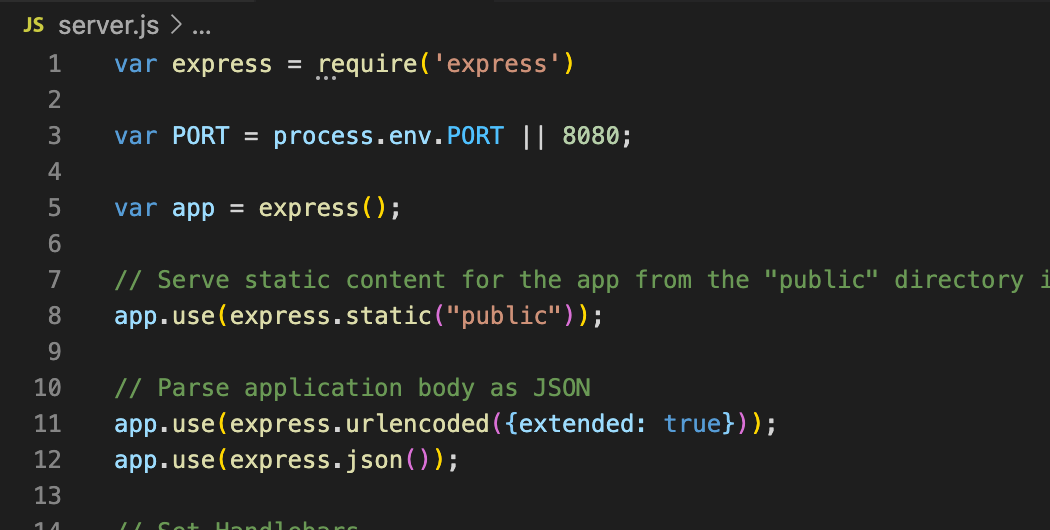 JS server.js > ...
1 var express = require('express')
2
3 var PORT = process.env.PORT || 8080;
4
5 var app = express();
6
7 // Serve static content for the app from the "public" directory i
8 app.use(express.static("public"));
9
10 // Parse application body as JSON
11 app.use(express.urlencoded({extended: true}));
12 app.use(express.json());
13
14 // Set Handlebars